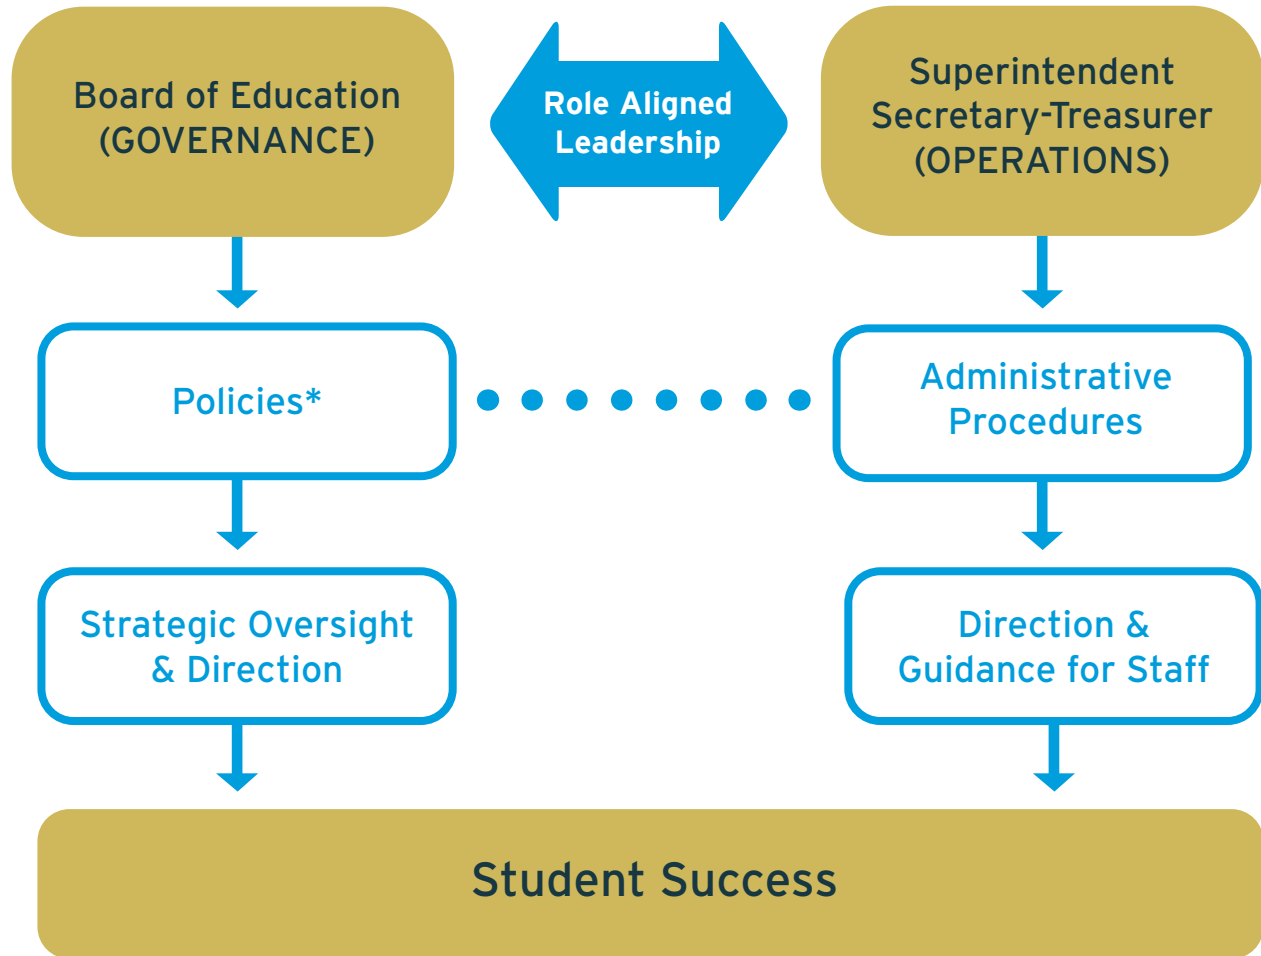 Board of Education
(GOVERNANCE)
Role Aligned
Leadership
Superintendent
Secretary-Treasurer
(OPERATIONS)
Policies*
Administrative
Procedures
Strategic Oversight
& Direction
Direction &
Guidance for Staff
Student Success